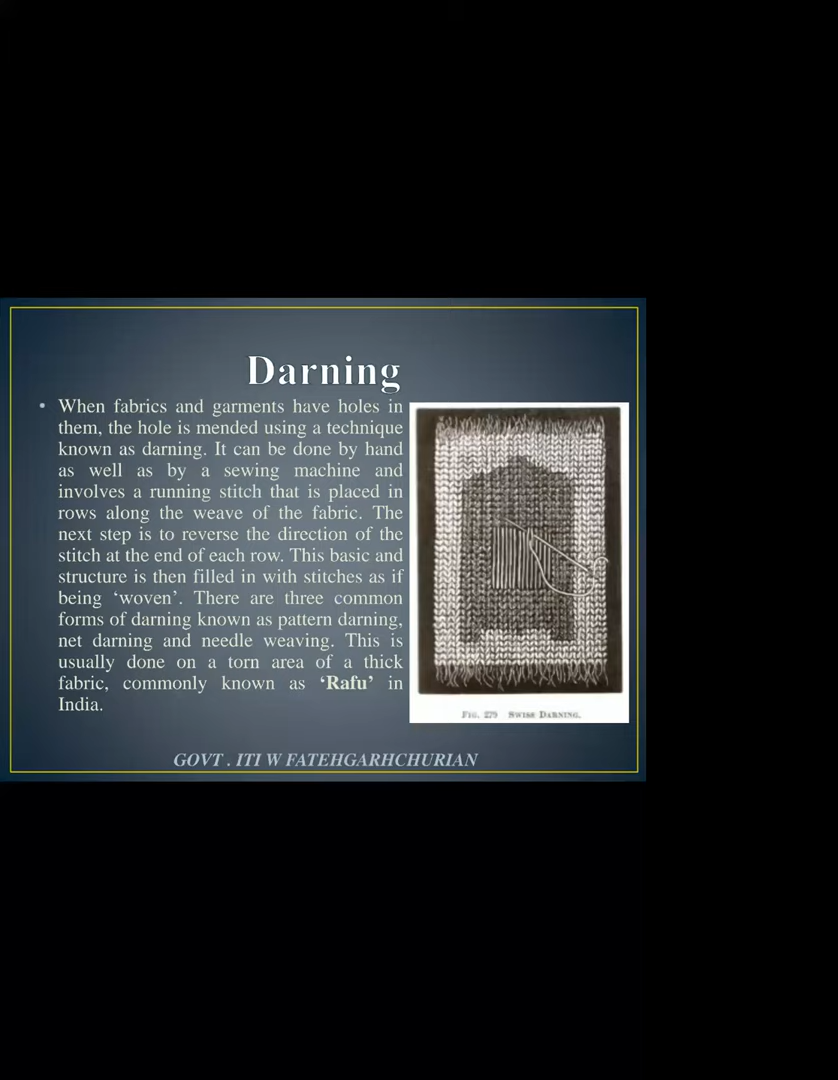 Darning
• When fabrics and garments have holes in
them, the hole is mended using a technique
known as darning. It can be done by hand
as well as by a sewing machine and
involves a running stitch that is placed in
rows along the weave of the fabric. The
next step is to reverse the direction of the
stitch at the end of each row. This basic and
structure is then filled in with stitches as if
being ‘woven’. There are three common
forms of darning known as pattern darning,
net darning and needle weaving. This is
usually done on a torn area of a thick
fabric, commonly known as ‘Rafu’ in
India.
FIG. 279 SWISS DARNING.
GOVT . ITI W FATEHGARHCHURIAN